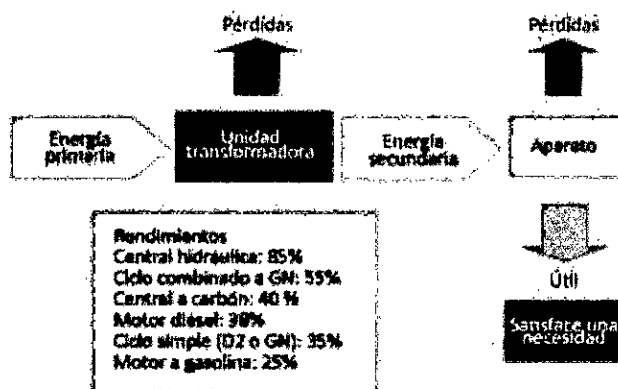 Pérdidas
Pérdidas
Energía
primaria
Unidad
transformadora
Energía
secundaria
Aparato
Rendimientos
Central hidráulica: 85%
Ciclo combinado a GN: 55%
Central a carbón: 40 %
Motor diésel: 38%
Ciclo simple (D2 o GN): 35%
Motor a gasolina: 25%
Útil
Satisface una
necesidad